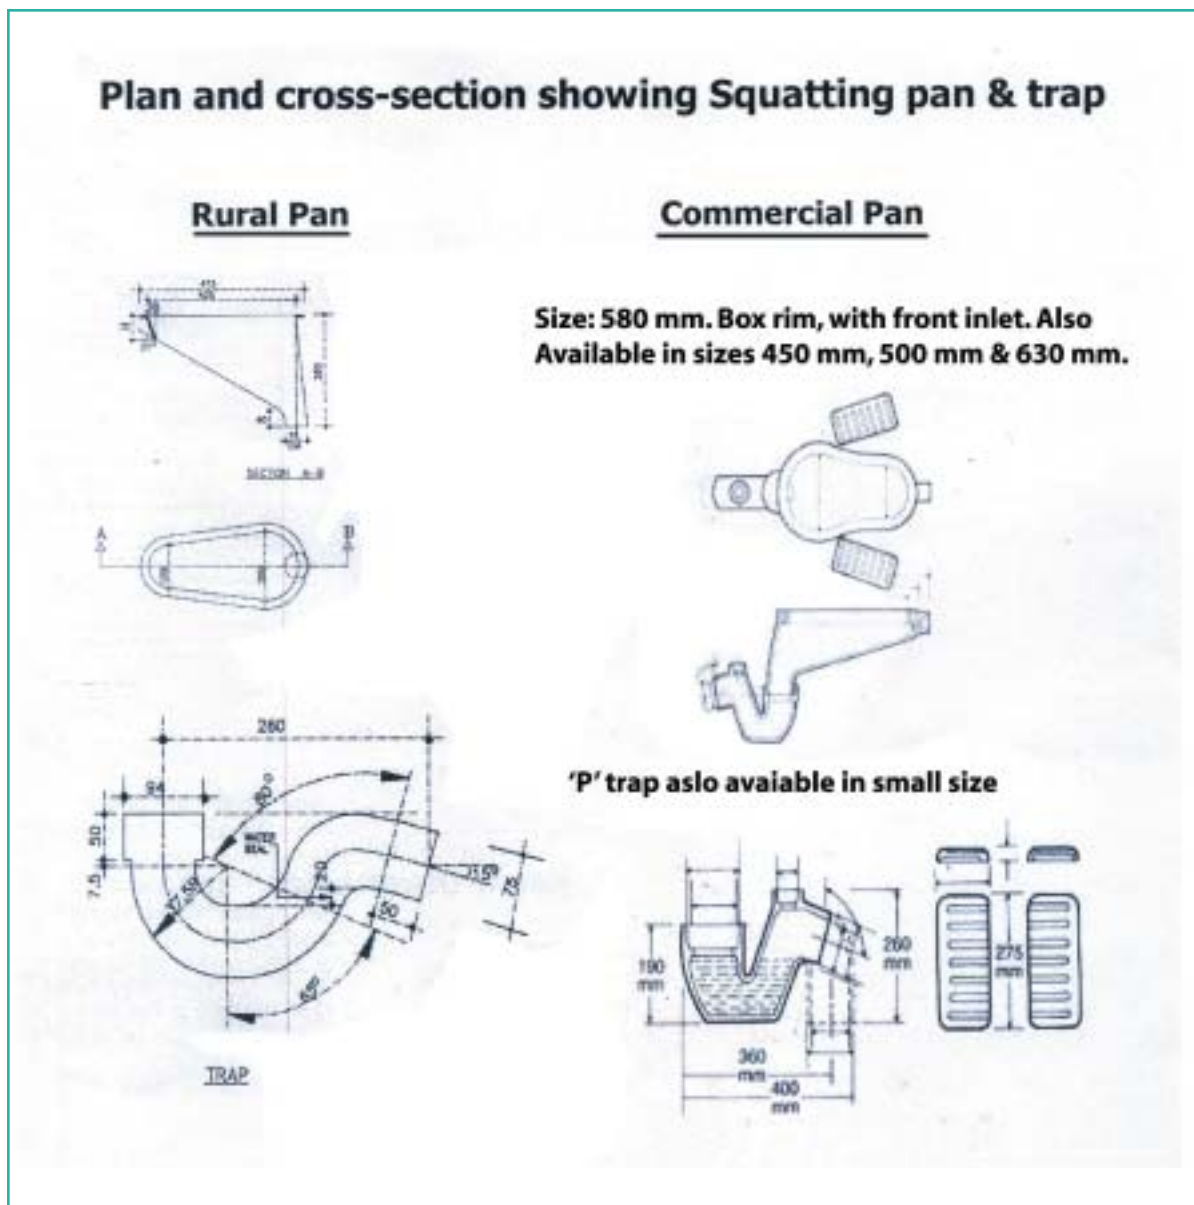 Plan and cross-section showing Squatting pan & trap
Rural Pan
Commercial Pan
Size: 580 mm. Box rim, with front inlet. Also
Available in sizes 450 mm, 500 mm & 630 mm.
A-B
A
B
260
94
50
7.5
WATER
SEAL
20
50
75
TRAP
'P' trap aslo avaiable in small size
190
mm
260
mm
275
mm
360
mm
400
mm